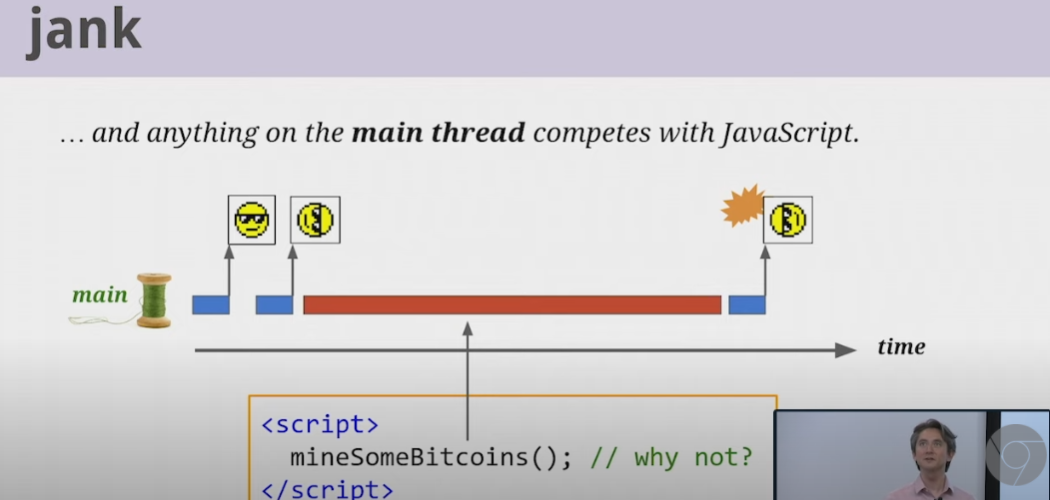 jank
... and anything on the main thread competes with JavaScript.
main
time
<script>
mineSomeBitcoins(); // why not?
</script>